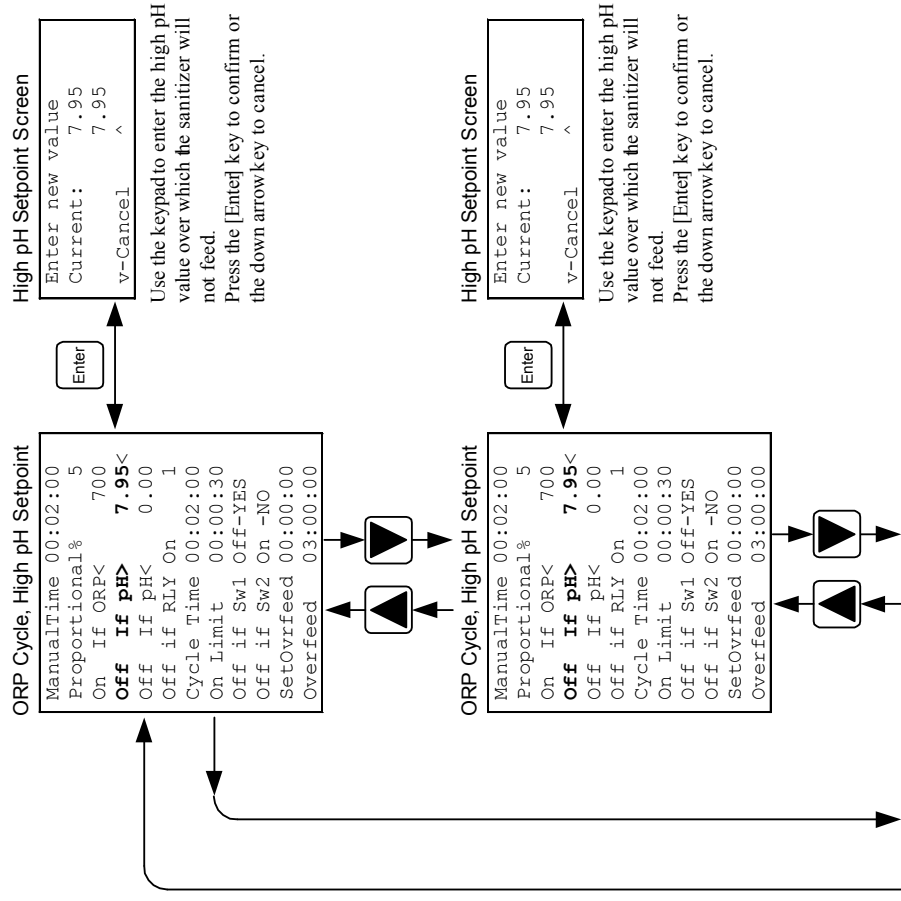 ORP Cycle, High pH Setpoint
ManualTime 00:02:00
Proportional% 5
On If ORP< 700
Off If pH> 7.95<
Off If pH< 0.00
Off if RLY on 1
Cycle Time 00:02:00
On Limit 00:00:30
Off if Sw1 Off-YES
Off if Sw2 On -NO
SetOvrfeed 00:00:00
Overfeed 03:00:00
Enter
High pH Setpoint Screen
Enter new value
Current: 7.95
7.95
v-Cancel ^
Use the keypad to enter the high pH
value over which the sanitizer will
not feed.
Press the [Enter] key to confirm or
the down arrow key to cancel.
ORP Cycle, High pH Setpoint
ManualTime 00:02:00
Proportional% 5
On If ORP< 700
Off If pH> 7.95<
Off If pH< 0.00
Off if RLY on 1
Cycle Time 00:02:00
On Limit 00:00:30
Off if Sw1 Off-YES
Off if Sw2 On -NO
SetOvrfeed 00:00:00
Overfeed 03:00:00
Enter
High pH Setpoint Screen
Enter new value
Current: 7.95
7.95
v-Cancel ^
Use the keypad to enter the high pH
value over which the sanitizer will
not feed.
Press the [Enter] key to confirm or
the down arrow key to cancel.